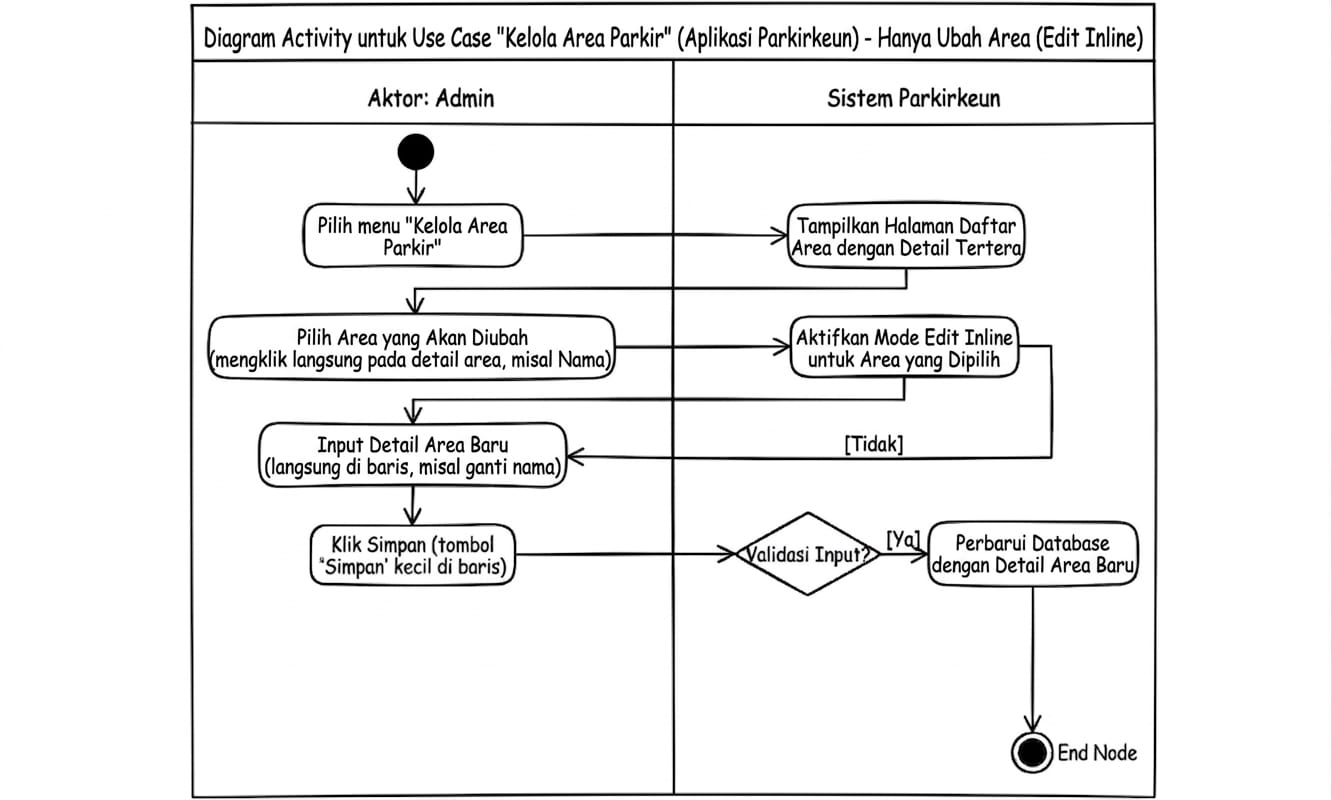 Diagram Activity untuk Use Case "Kelola Area Parkir" (Aplikasi Parkirkeun) - Hanya Ubah Area (Edit Inline)
Aktor: Admin
Sistem Parkirkeun
Pilih menu "Kelola Area
Parkir"
Tampilkan Halaman Daftar
Area dengan Detail Tertera
Pilih Area yang Akan Diubah
(mengklik langsung pada detail area, misal Nama)
Aktifkan Mode Edit Inline
untuk Area yang Dipilih
Input Detail Area Baru
(langsung di baris, misal ganti nama)
[Tidak]
Klik Simpan (tombol
'Simpan' kecil di baris)
Validasi Input?
[Ya]
Perbarui Database
dengan Detail Area Baru
End Node